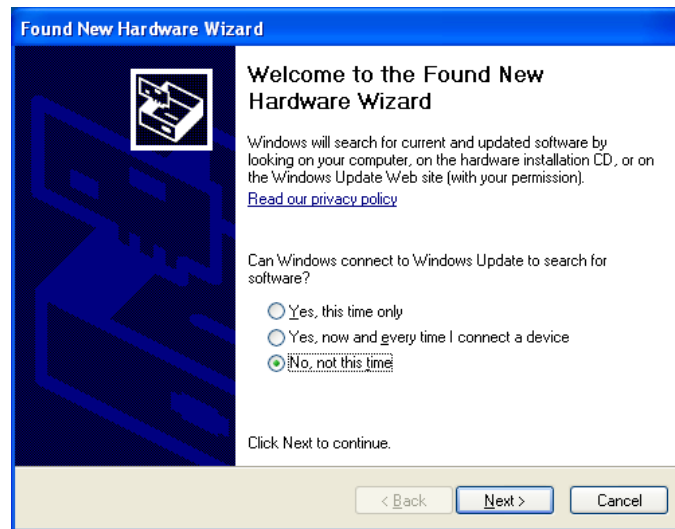 Found New Hardware Wizard
Welcome to the Found New
Hardware Wizard
Windows will search for current and updated software by
looking on your computer, on the hardware installation CD, or on
the Windows Update Web site (with your permission).
Read our privacy policy
Can Windows connect to Windows Update to search for
software?
Yes, this time only
Yes, now and every time I connect a device
No, not this time
Click Next to continue.
< Back Next > Cancel